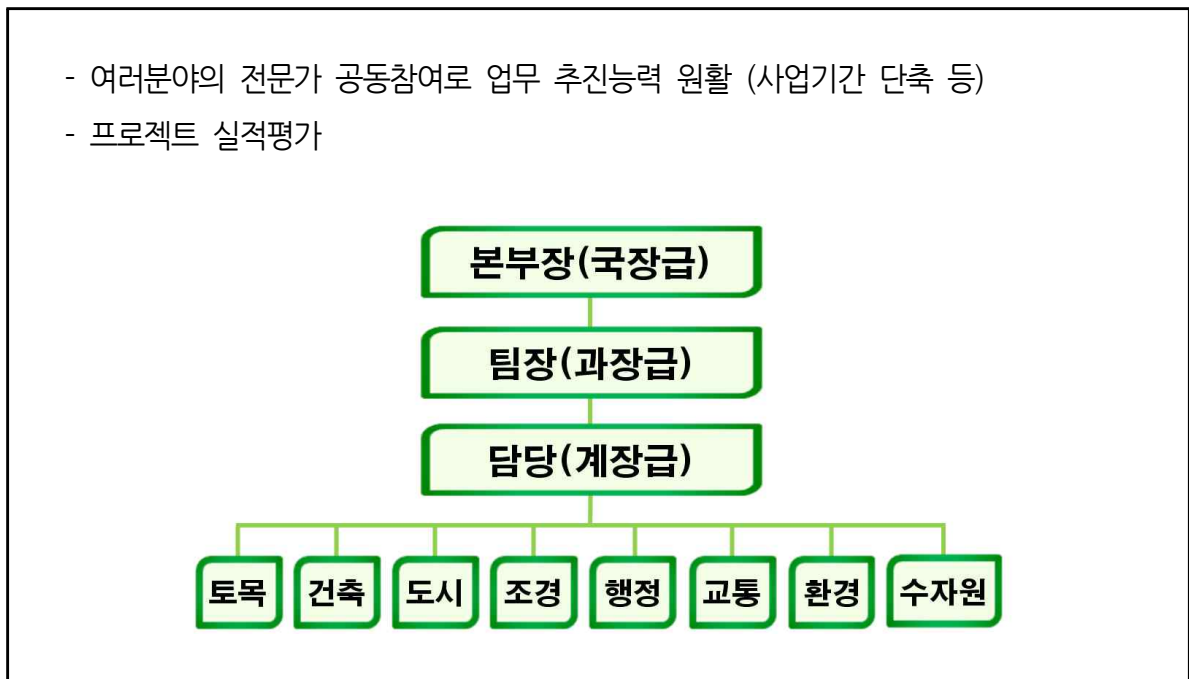 - 여러분야의 전문가 공동참여로 업무 추진능력 원활 (사업기간 단축 등)
- 프로젝트 실적평가
본부장(국장급)
팀장(과장급)
담당(계장급)
토목 건축 도시 조경 행정 교통 환경 수자원